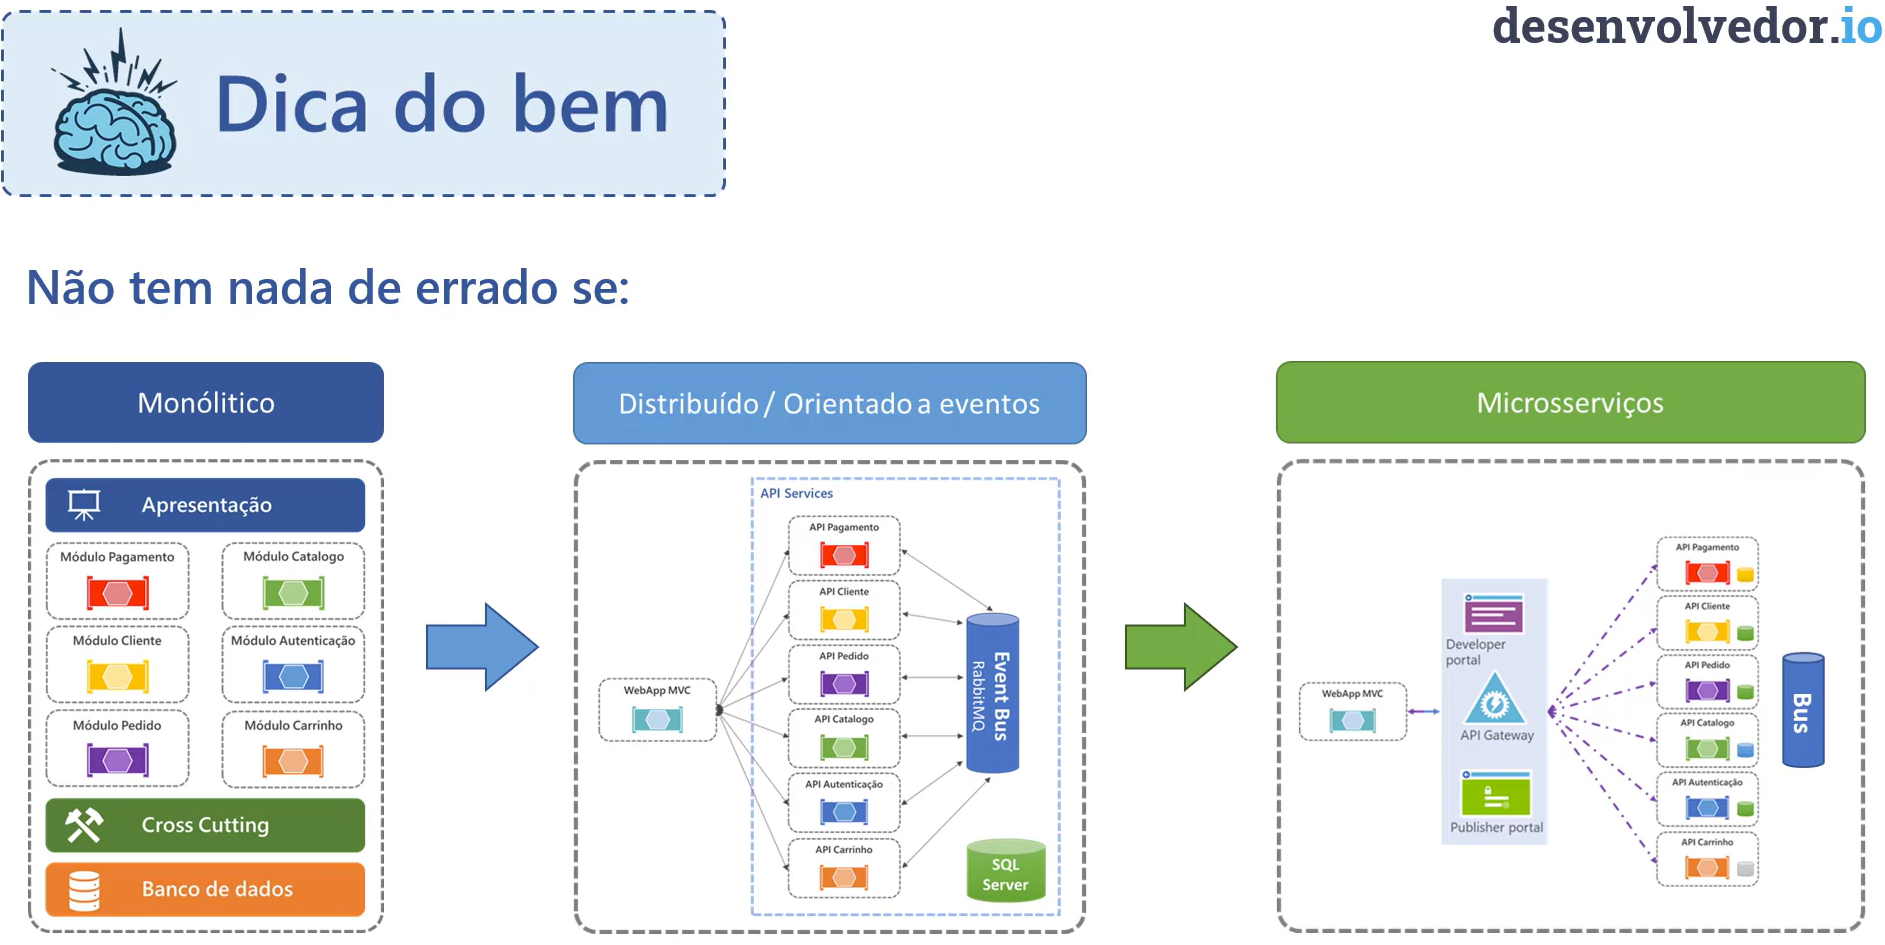 desenvolvedor.io
Dica do bem
Não tem nada de errado se:
Monólitico
Apresentação
Módulo Pagamento
Módulo Catalogo
Módulo Cliente
Módulo Autenticação
Módulo Pedido
Módulo Carrinho
Cross Cutting
Banco de dados
Distribuído / Orientado a eventos
API Services
WebApp MVC
API Pagamento
API Cliente
API Pedido
API Catalogo
API Autenticação
API Carrinho
Event Bus
RabbitMQ
SQL
Server
Microsserviços
WebApp MVC
Developer
portal
API Gateway
Publisher portal
API Pagamento
API Cliente
API Pedido
API Catalogo
API Autenticação
API Carrinho
Bus